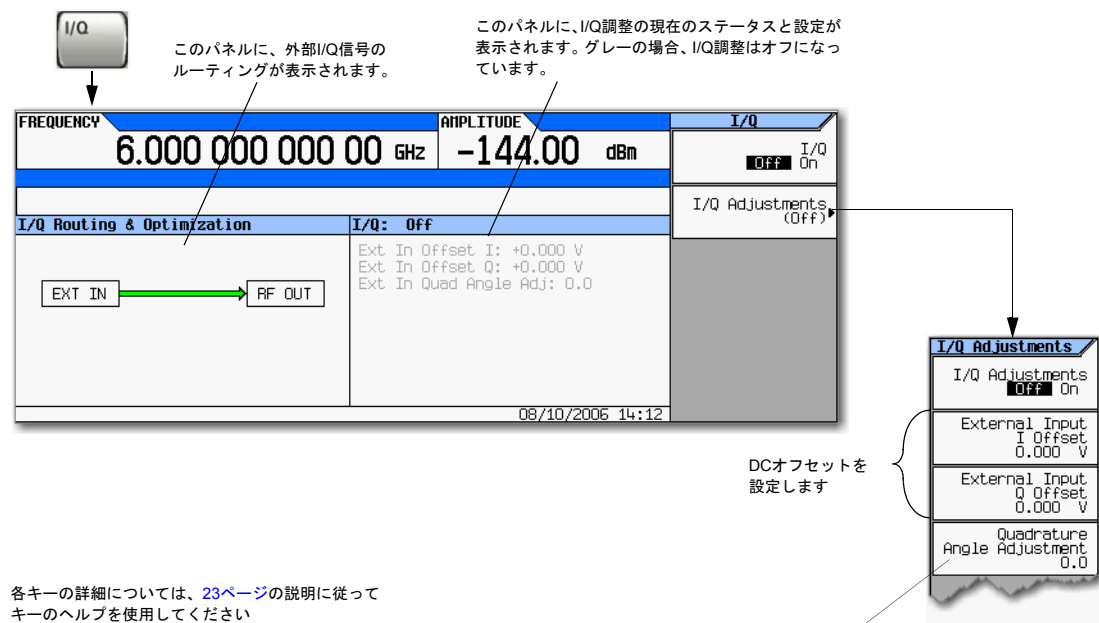 I/Q
このパネルに、外部I/Q信号の
ルーティングが表示されます。
このパネルに、I/Q調整の現在のステータスと設定が
表示されます。グレーの場合、I/Q調整はオフになっ
ています。
FREQUENCY
6.000 000 000 00 GHz
AMPLITUDE
-144.00 dBm
I/Q
I/Q
Off On
I/Q Adjustments
(Off)
I/Q Routing & Optimization
I/Q: Off
Ext In Offset I: +0.000 V
Ext In Offset Q: +0.000 V
Ext In Quad Angle Adj: 0.0
EXT IN
RF OUT
08/10/2006 14:12
I/Q Adjustments
I/Q Adjustments
Off On
External Input
I Offset
0.000 V
External Input
Q Offset
0.000 V
Quadrature
Angle Adjustment
0.0
DCオフセットを
設定します
各キーの詳細については、23ページの説明に従って
キーのヘルプを使用してください